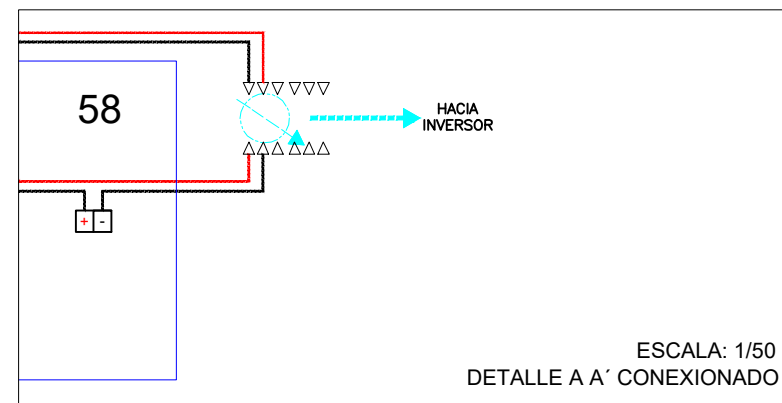 58
HACIA
INVERSOR
+ -
ESCALA: 1/50
DETALLE A A´ CONEXIONADO